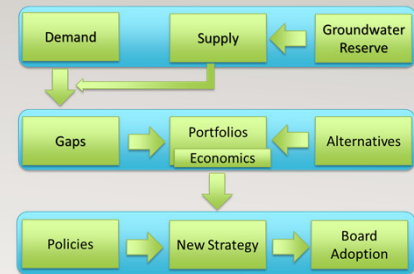 Demand
Supply
Groundwater
Reserve
Gaps
Portfolios
Economics
Alternatives
Policies
New Strategy
Board
Adoption